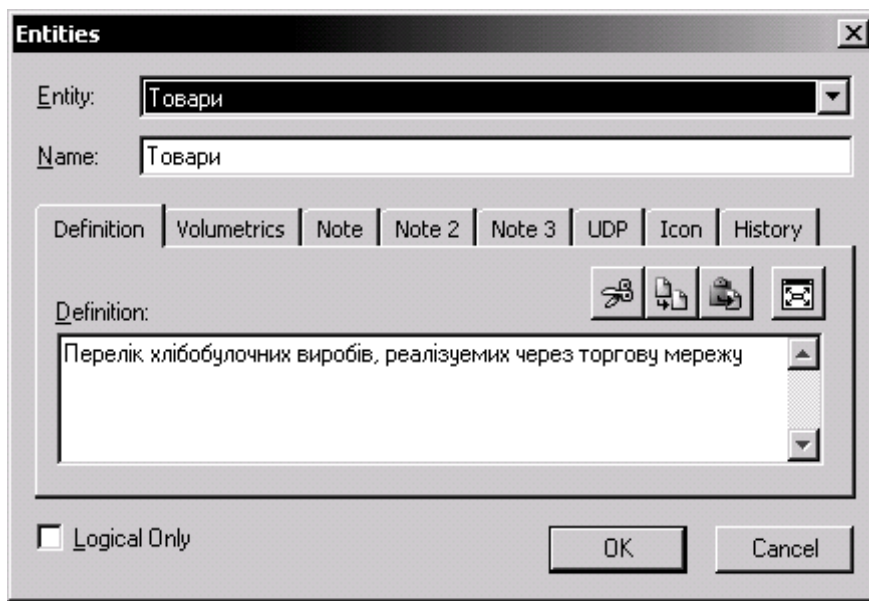 Entities
Entity: Товари
Name: Товари
Definition Volumetrics Note Note 2 Note 3 UDP Icon History
Definition:
Перелік хлібобулочних виробів, реалізуемих через торгову мережу
Logical Only OK Cancel